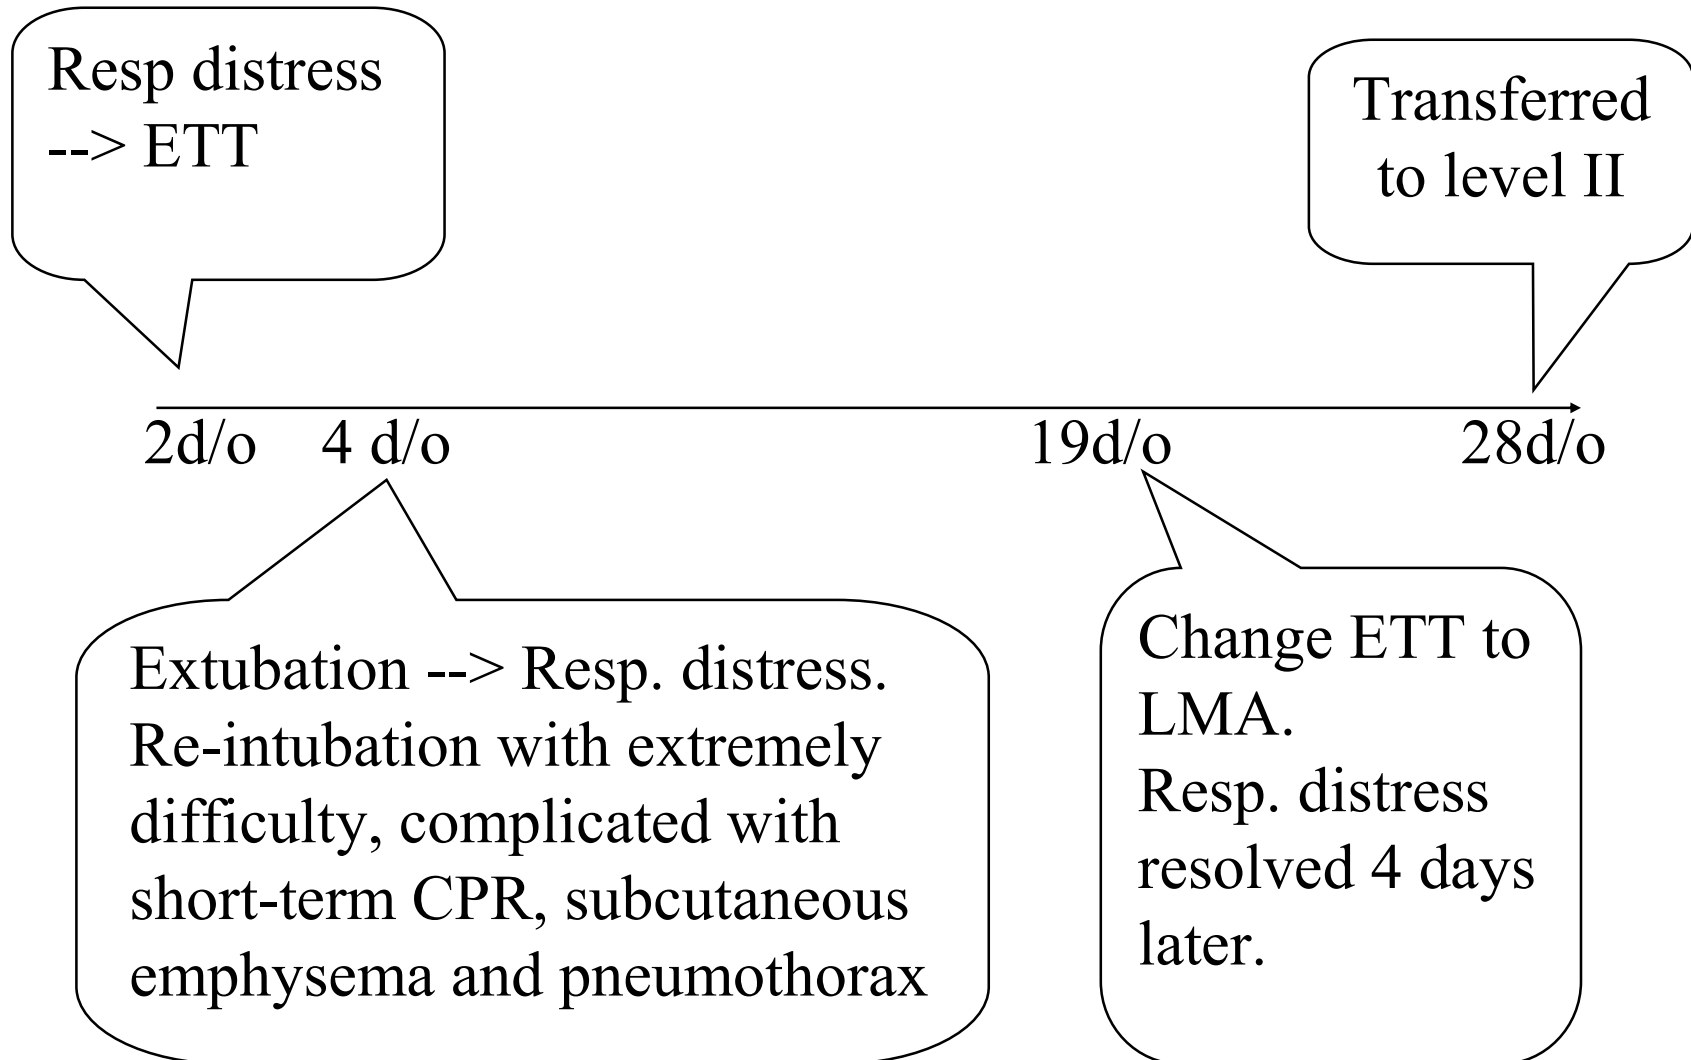 Resp distress
--> ETT
Transferred
to level II
2d/o
4 d/o
19d/o
28d/o
Extubation --> Resp. distress.
Re-intubation with extremely
difficulty, complicated with
short-term CPR, subcutaneous
emphysema and pneumothorax
Change ETT to
LMA.
Resp. distress
resolved 4 days
later.